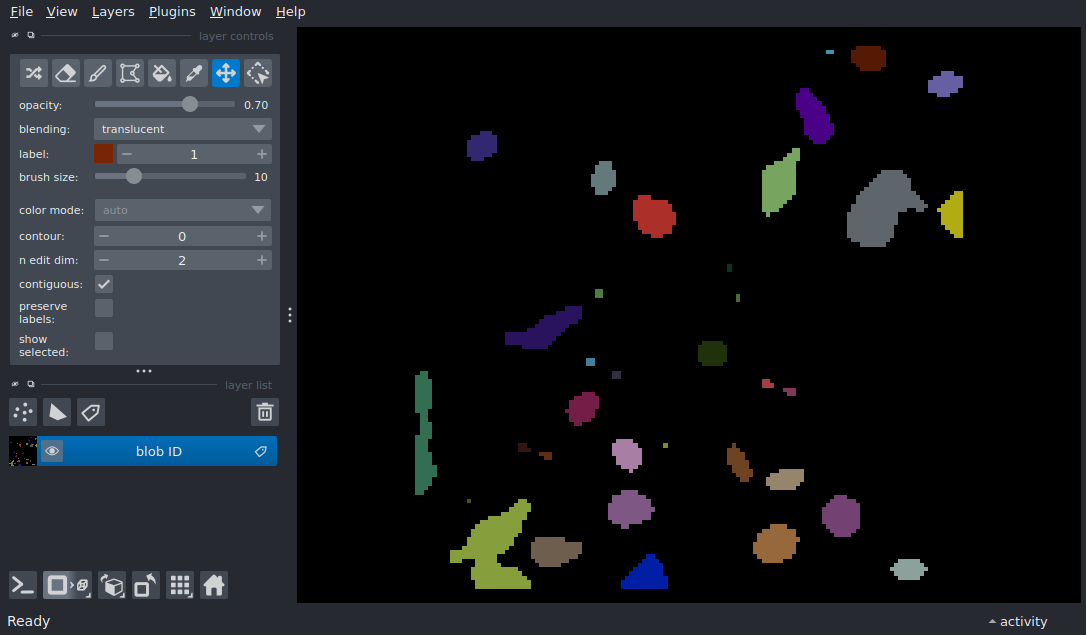 File View Layers Plugins Window Help
layer controls
opacity: 0.70
blending: translucent
label: 1
brush size: 10
color mode: auto
contour: 0
n edit dim: 2
contiguous:
preserve
labels:
show
selected:
layer list
blob ID
Ready
activity